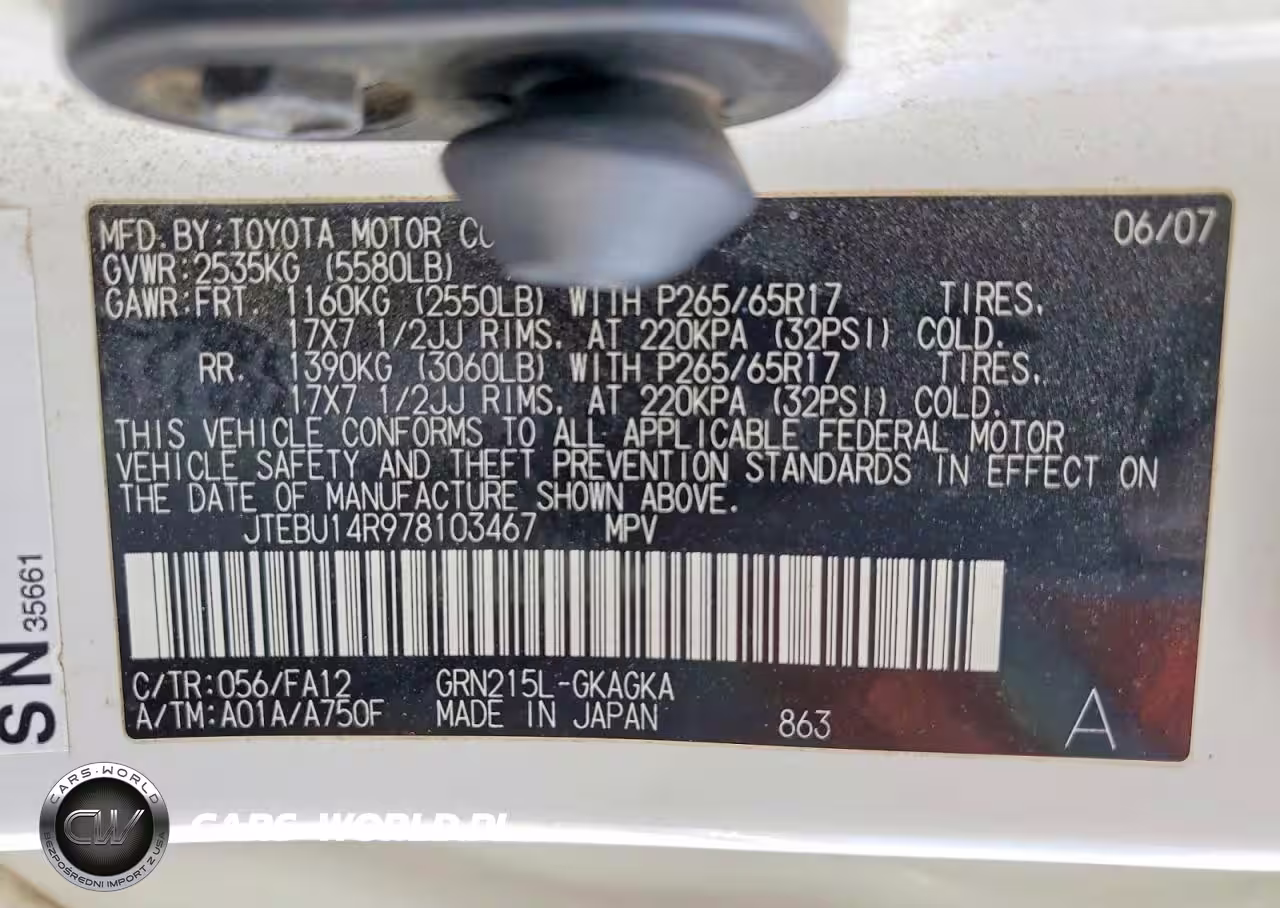 MFD. BY: TOYOTA MOTOR
06/07
GVWR: 2535KG (5580LB)
GAWR: FRT. 1160KG (2550LB) WITH P265/65R17 TIRES.
17X7 1/2JJ RIMS. AT 220KPA (32PSI) COLD.
RR. 1390KG (3060LB) WITH P265/65R17 TIRES.
17X7 1/2JJ RIMS. AT 220KPA (32PSI) COLD.
THIS VEHICLE CONFORMS TO ALL APPLICABLE FEDERAL MOTOR
VEHICLE SAFETY AND THEFT PREVENTION STANDARDS IN EFFECT ON
THE DATE OF MANUFACTURE SHOWN ABOVE.
JTEBU14R978103467 MPV
C/TR: 056/FA12 GRN215L-GKAGKA
A/TM: A01A/A750F MADE IN JAPAN 863 A
SN 35661
CARS·WORLD
CW
BEZPOŚREDNI IMPORT Z USA
CARS-WORLD.PL